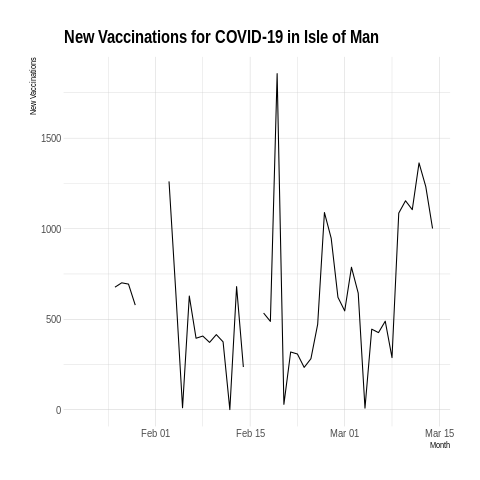 New Vaccinations for COVID-19 in Isle of Man
New Vaccinations
1500
1000
500
0
Feb 01
Feb 15
Mar 01
Mar 15
Month